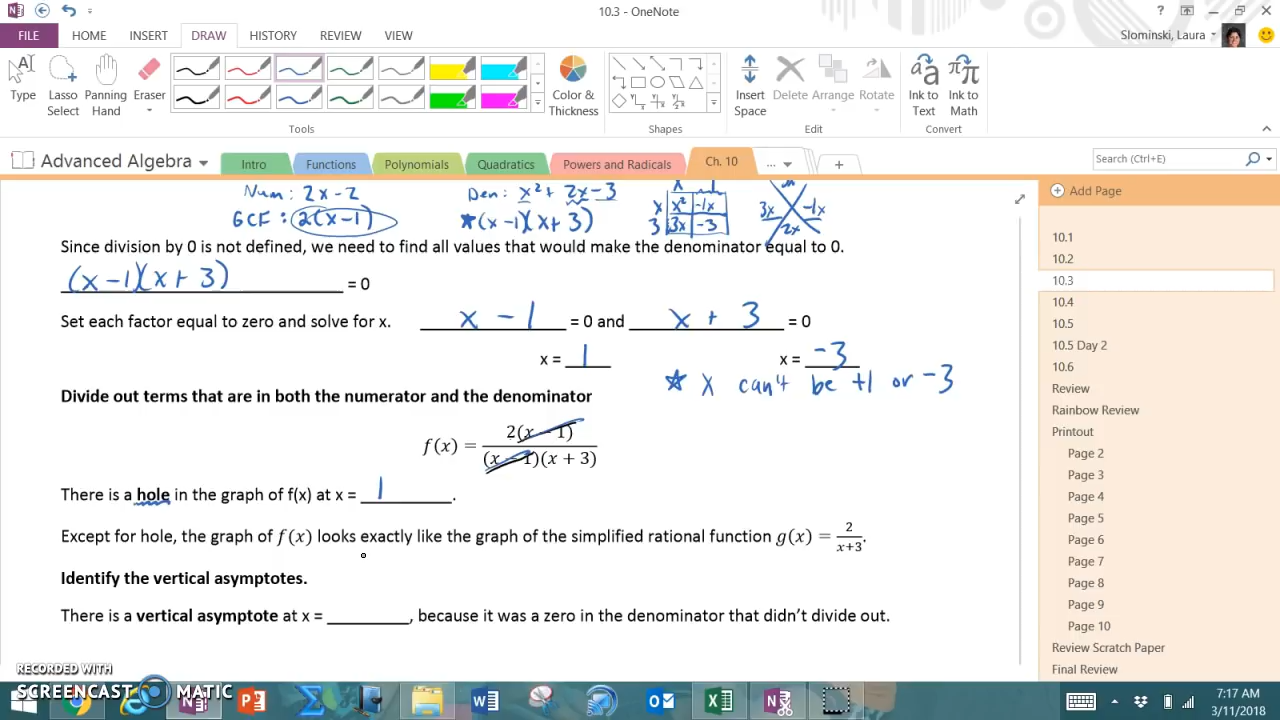 10.3 - OneNote
FILE HOME INSERT DRAW HISTORY REVIEW VIEW
Slominski, Laura
Type Lasso Select Panning Hand Eraser
Color & Thickness
Insert Space Delete Arrange Rotate
Ink to Text Ink to Math
Tools Shapes Edit Convert
Advanced Algebra Intro Functions Polynomials Quadratics Powers and Radicals Ch. 10 ...
Search (Ctrl+E)
Add Page
10.1
10.2
10.3
10.4
10.5
10.5 Day 2
10.6
Review
Rainbow Review
Printout
Page 2
Page 3
Page 4
Page 5
Page 6
Page 7
Page 8
Page 9
Page 10
Review Scratch Paper
Final Review
Num: 2x-2 Den: x²+ 2x -3
GCF: 2(x-1) *(x-1)(x+3)
x x² -1x
3 3x -3
3x -1x
2x
Since division by 0 is not defined, we need to find all values that would make the denominator equal to 0.
(x-1)(x+3) = 0
Set each factor equal to zero and solve for x. x - 1 = 0 and x + 3 = 0
x = 1 x = -3
* X can't be +1 or -3
Divide out terms that are in both the numerator and the denominator
f(x) = 2(x - 1) / (x - 1)(x + 3)
There is a hole in the graph of f(x) at x = 1.
Except for hole, the graph of f(x) looks exactly like the graph of the simplified rational function g(x) = 2/x+3.
Identify the vertical asymptotes.
There is a vertical asymptote at x = ________, because it was a zero in the denominator that didn't divide out.
RECORDED WITH
SCREENCAST MATIC
7:17 AM
3/11/2018